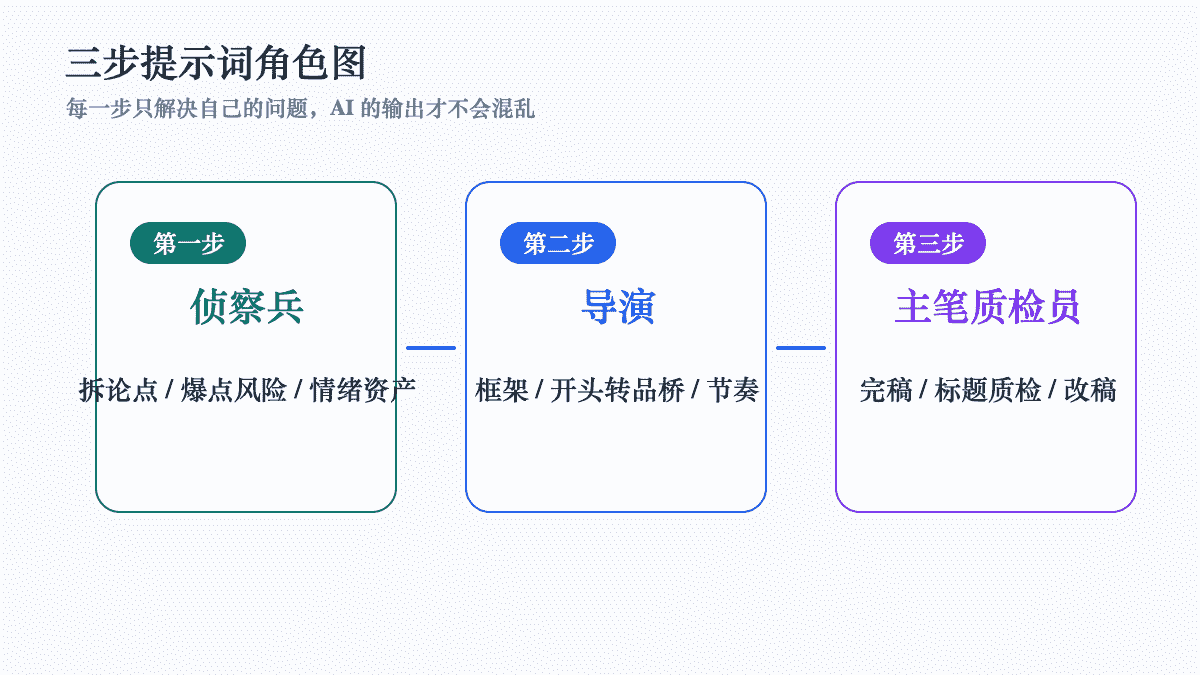 三步提示词角色图
每一步只解决自己的问题，AI 的输出才不会混乱
第一步
侦察兵
拆论点 / 爆点风险 / 情绪资产
第二步
导演
框架 / 开头转品桥 / 节奏
第三步
主笔质检员
完稿 / 标题质检 / 改稿